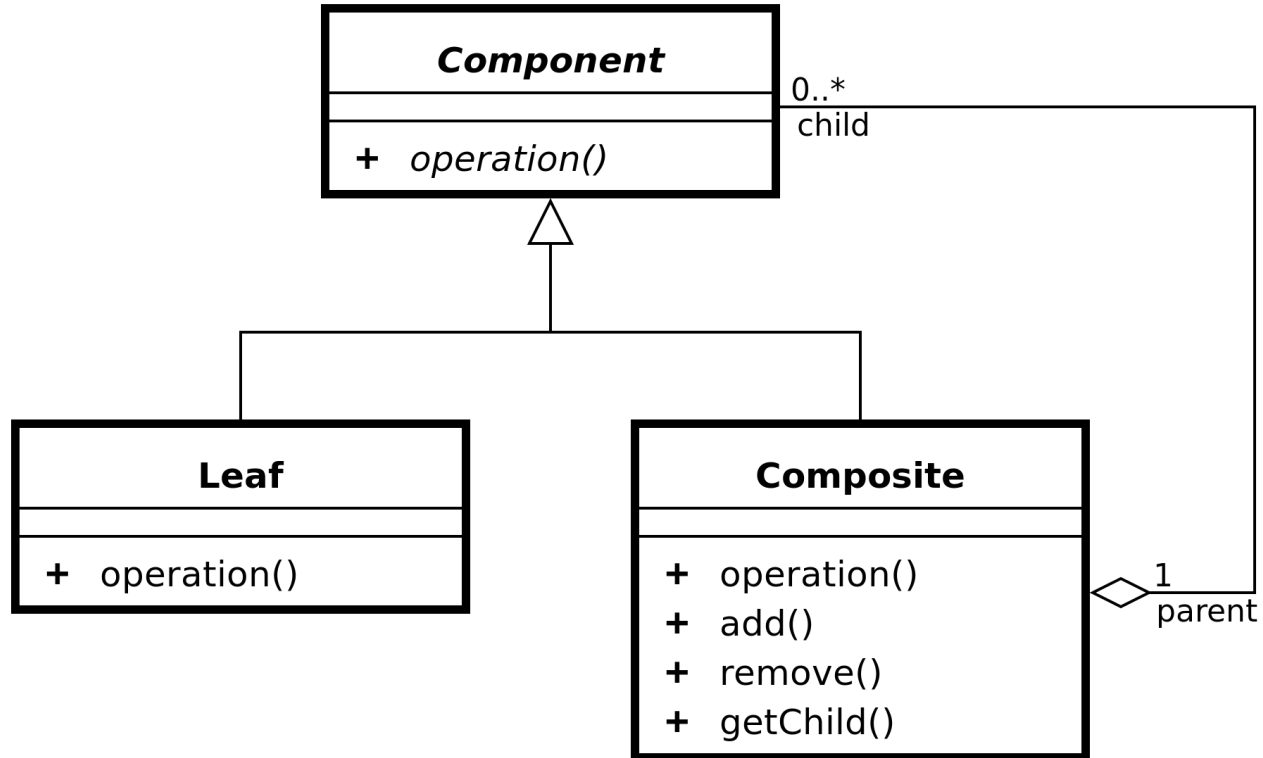 Component
0..*
child
+ operation()
Leaf
+ operation()
Composite
+ operation()
+ add()
+ remove()
+ getChild()
1
parent